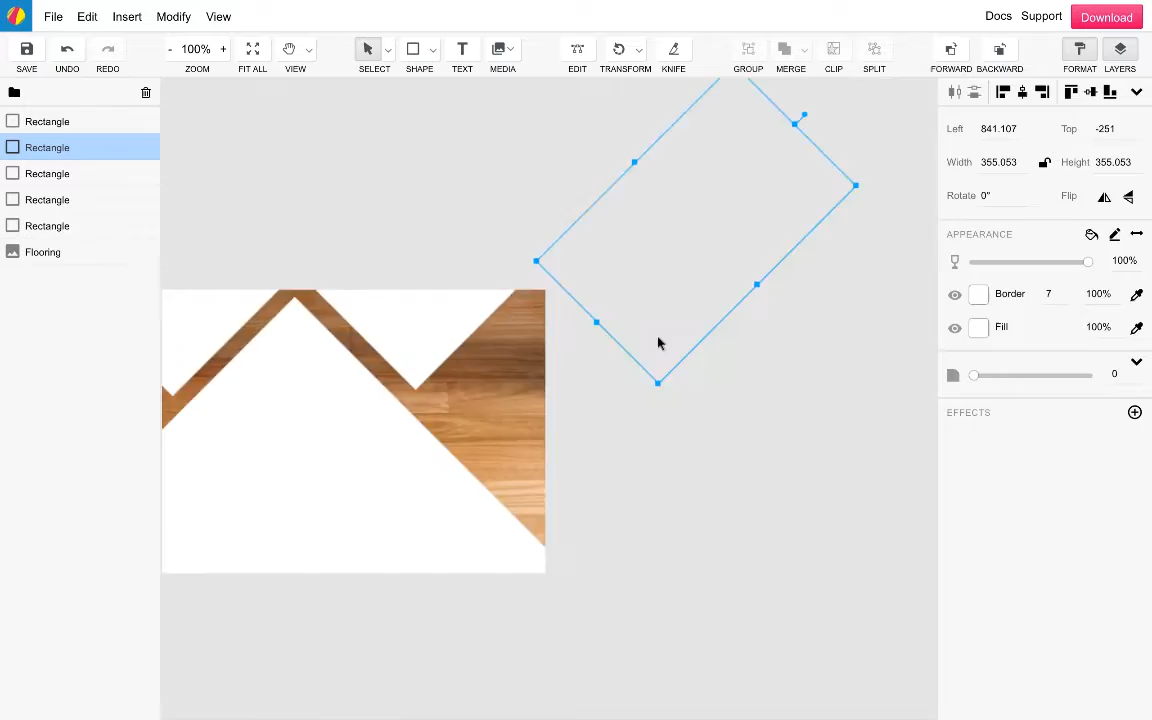 File Edit Insert Modify View Docs Support Download
- 100% +
SAVE UNDO REDO ZOOM FIT ALL VIEW SELECT SHAPE TEXT MEDIA EDIT TRANSFORM KNIFE GROUP MERGE CLIP SPLIT FORWARD BACKWARD FORMAT LAYERS
Rectangle
Rectangle
Rectangle
Rectangle
Rectangle
Flooring
Left 841.107 Top -251
Width 355.053 Height 355.053
Rotate 0° Flip
APPEARANCE
100%
Border 7 100%
Fill 100%
0
EFFECTS